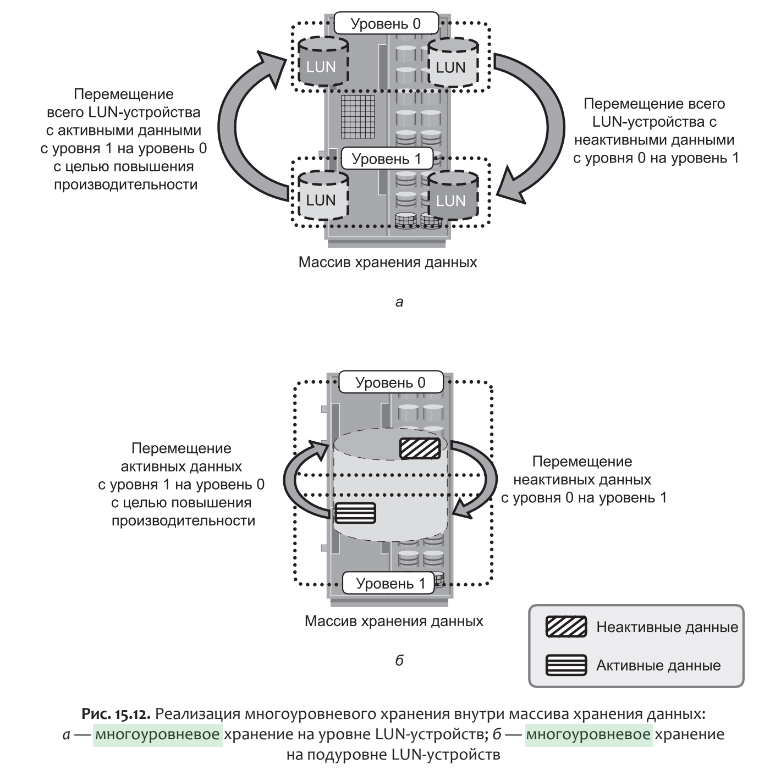 Уровень 0
LUN
LUN
Перемещение
всего LUN-устройства
с активными данными
с уровня 1 на уровень 0
с целью повышения
производительности
Перемещение всего
LUN-устройства с
неактивными данными
с уровня 0 на уровень 1
Уровень 1
LUN
LUN
Массив хранения данных
а
Уровень 0
Перемещение
активных данных
с уровня 1 на уровень 0
с целью повышения
производительности
Перемещение
неактивных данных
с уровня 0 на уровень 1
Уровень 1
Массив хранения данных
б
Неактивные данные
Активные данные
Рис. 15.12. Реализация многоуровневого хранения внутри массива хранения данных:
а — многоуровневое хранение на уровне LUN-устройств; б — многоуровневое хранение
на подуровне LUN-устройств